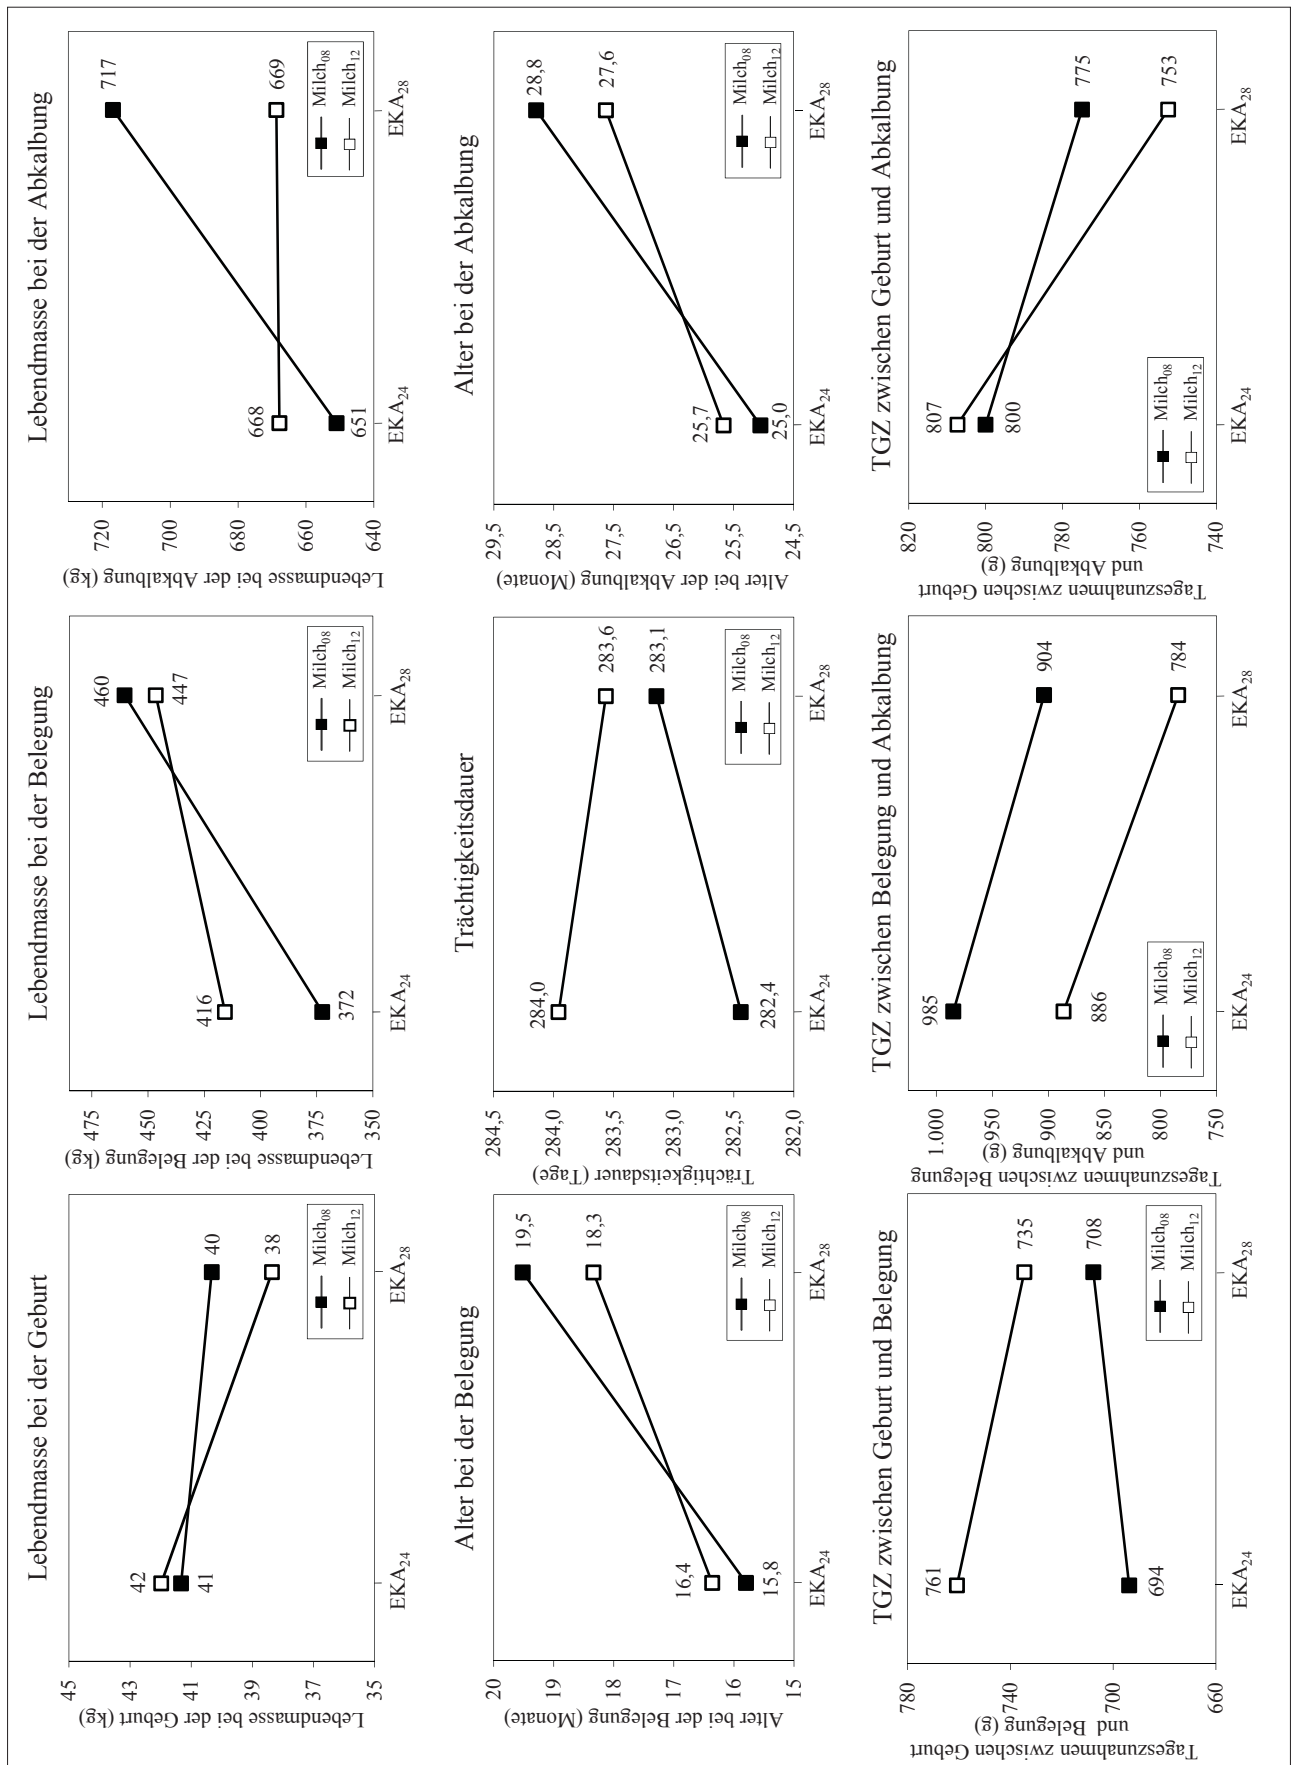 Lebendmasse bei der Geburt
Lebendmasse bei der Geburt (kg)
45
43
41
39
37
35
42
41
40
38
EKA24
EKA28
Milch08
Milch12
Lebendmasse bei der Belegung
Lebendmasse bei der Belegung (kg)
475
450
425
400
375
350
416
372
460
447
EKA24
EKA28
Milch08
Milch12
Lebendmasse bei der Abkalbung
Lebendmasse bei der Abkalbung (kg)
720
700
680
660
640
668
651
717
669
EKA24
EKA28
Milch08
Milch12
Alter bei der Belegung
Alter bei der Belegung (Monate)
20
19
18
17
16
15
16,4
15,8
19,5
18,3
EKA24
EKA28
Milch08
Milch12
Trächtigkeitsdauer
Trächtigkeitsdauer (Tage)
284,5
284,0
283,5
283,0
282,5
282,0
284,0
282,4
283,6
283,1
EKA24
EKA28
Milch08
Milch12
Alter bei der Abkalbung
Alter bei der Abkalbung (Monate)
29,5
28,5
27,5
26,5
25,5
24,5
25,7
25,0
28,8
27,6
EKA24
EKA28
Milch08
Milch12
TGZ zwischen Geburt und Belegung
Tageszunahmen zwischen Geburt
und Belegung (g)
780
740
700
660
761
694
735
708
EKA24
EKA28
Milch08
Milch12
TGZ zwischen Belegung und Abkalbung
Tageszunahmen zwischen Belegung
und Abkalbung (g)
1.000
950
900
850
800
750
985
886
904
784
EKA24
EKA28
Milch08
Milch12
TGZ zwischen Geburt und Abkalbung
Tageszunahmen zwischen Geburt
und Abkalbung (g)
820
800
780
760
740
807
800
775
753
EKA24
EKA28
Milch08
Milch12